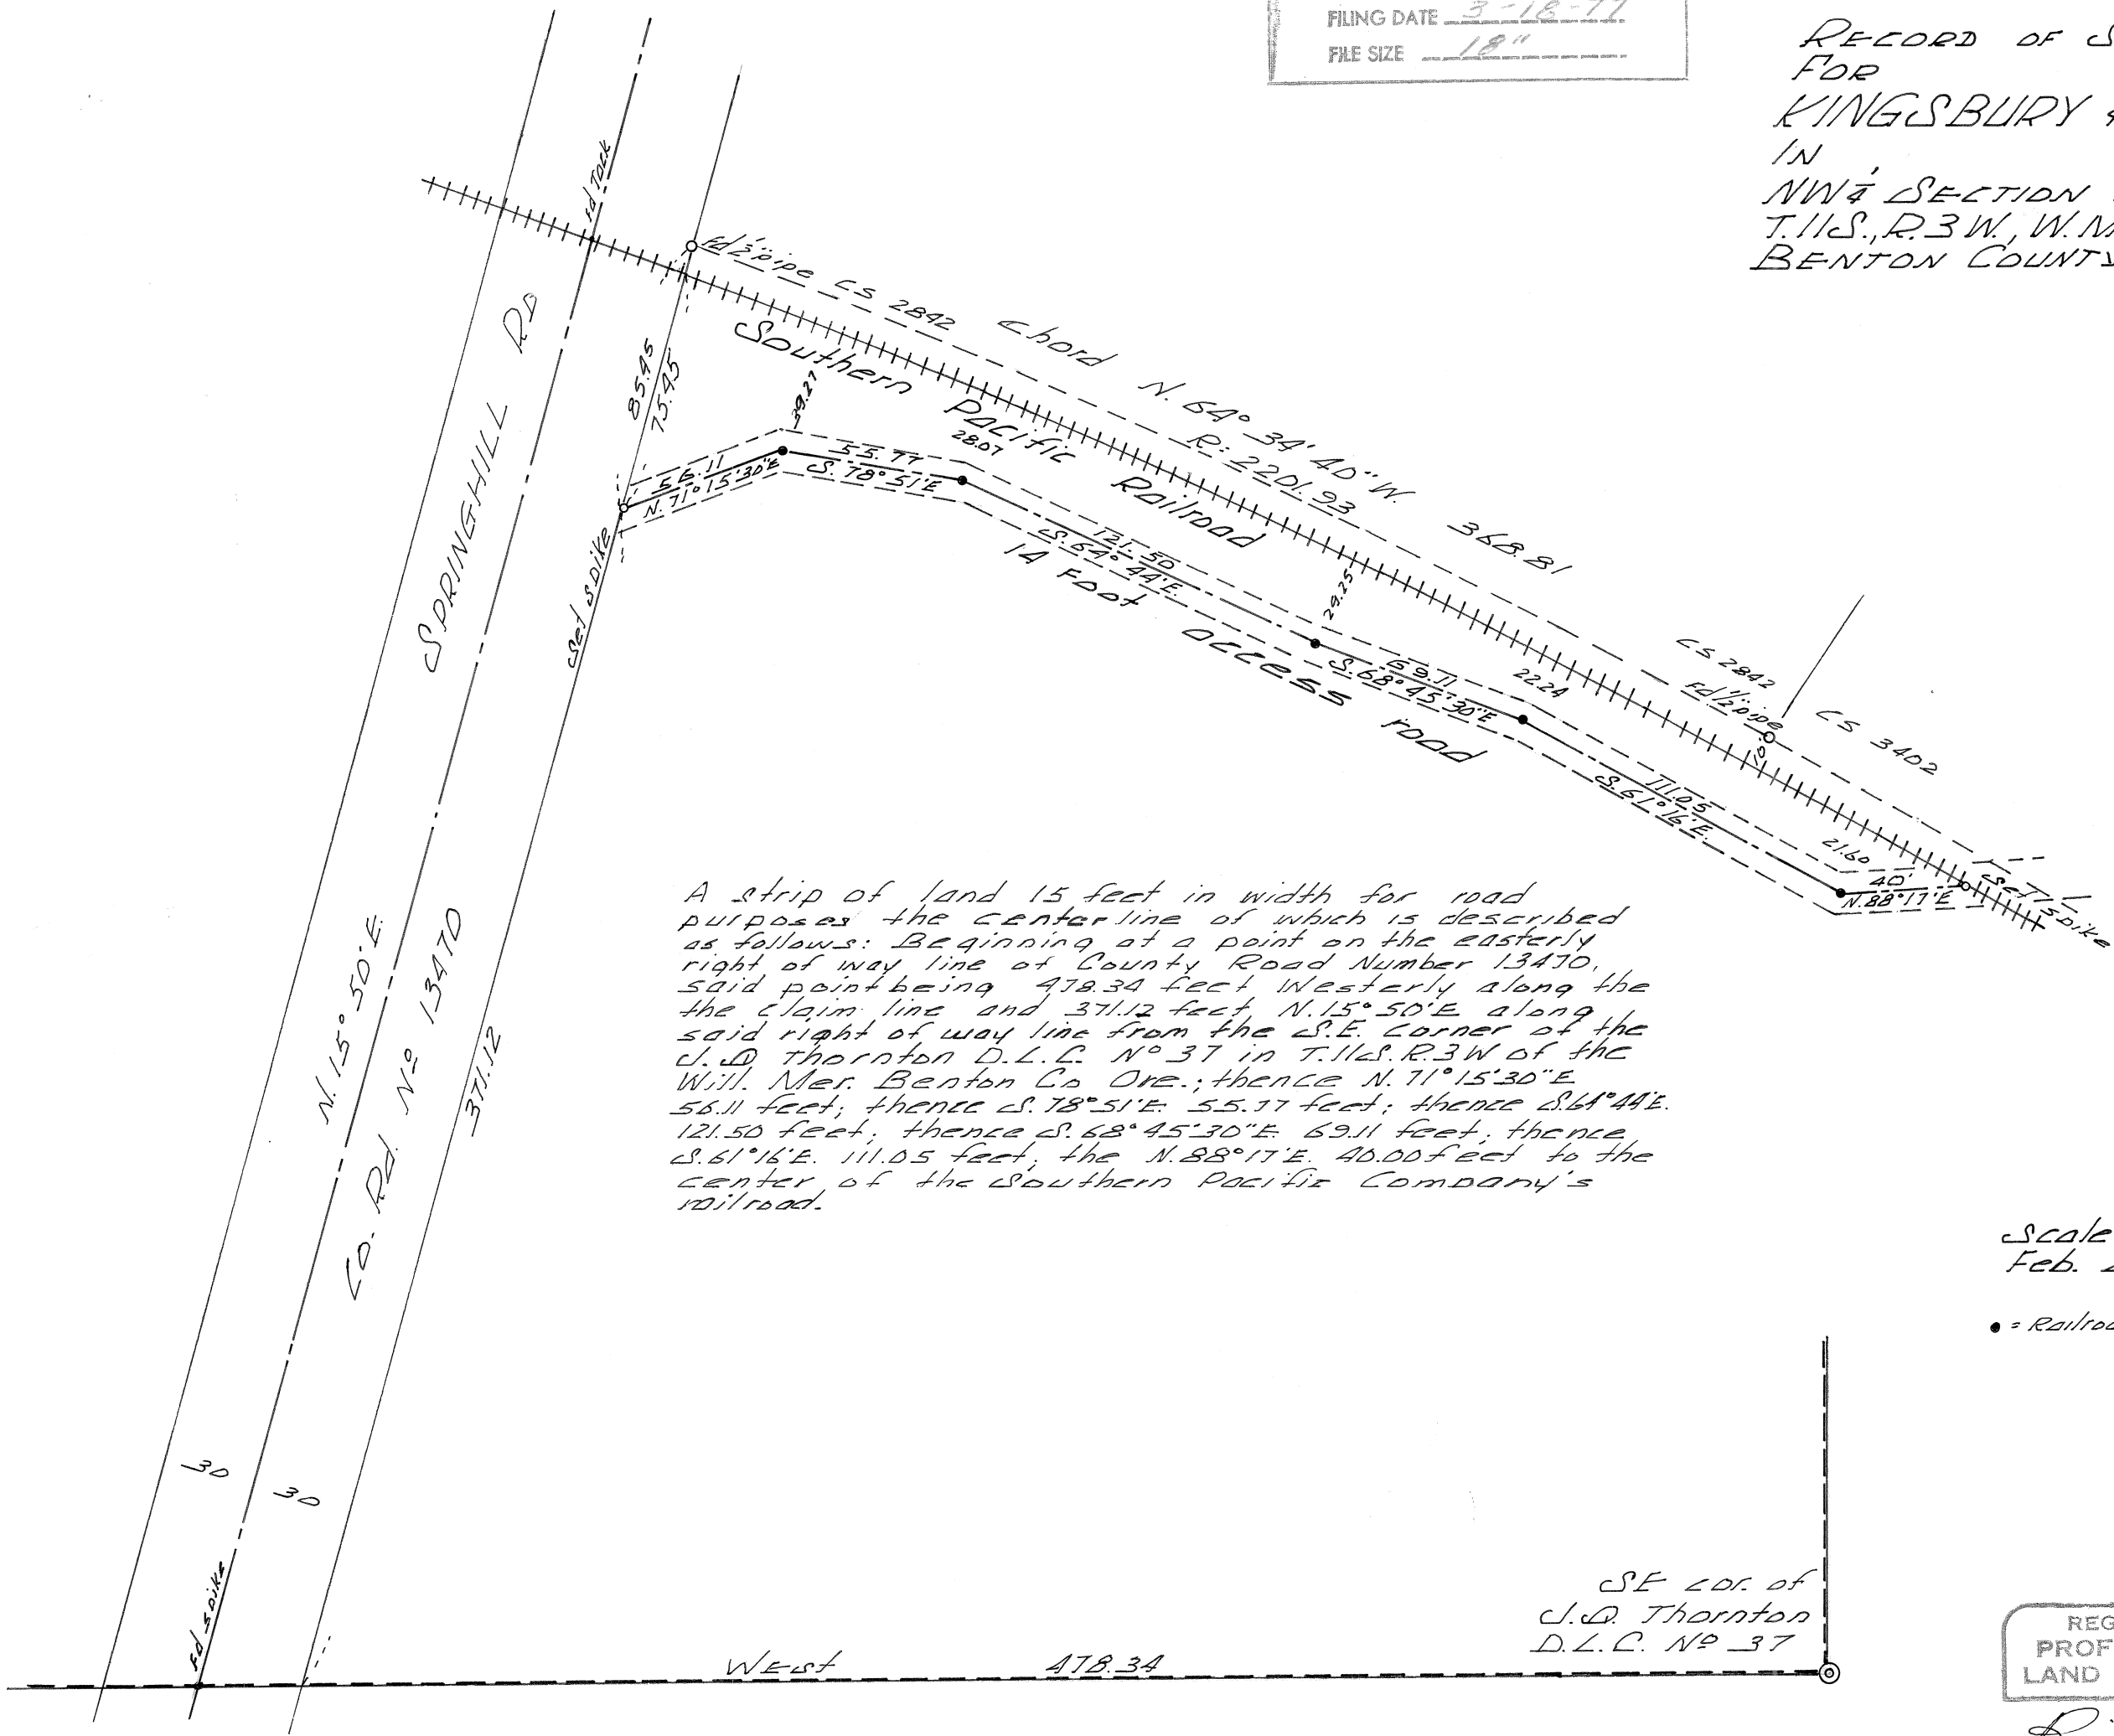 FILING DATE 3-18-77
FILE SIZE 18"
RECORD OF S
FOR
KINGSBURY &
IN
NW¼ SECTION
T.11S., R.3W., W.M
BENTON COUNTY
Fd Tack
Fd ½" pipe CS 2842
Chord N. 64° 34' 40" W. 368.81
R: 2201.93
Southern Pacific Railroad
SPRINGHILL RD
85.45
75.45
39.27
56.11
N. 71° 15' 30" E
55.77
S. 78° 51' E
28.07
121.50
S. 64° 44' E.
14 Foot access road
29.25
69.11
S. 68° 45' 30" E
22.24
CS 2842
Fd ½" pipe
CS 3402
10.0
111.05
S. 61° 16' E.
21.60
40'
N. 88° 17' E
Set spike
Set spike
A strip of land 15 feet in width for road
purposes the centerline of which is described
as follows: Beginning at a point on the easterly
right of way line of County Road Number 13470,
said point being 478.34 feet Westerly along the
the claim line and 371.12 feet, N. 15° 50' E along
said right of way line from the S.E. corner of the
J.Q Thornton D.L.C. Nº 37 in T.11S. R.3W of the
Will. Mer. Benton Co Ore.; thence N. 71° 15' 30" E
56.11 feet; thence S. 78° 51' E. 55.77 feet; thence S. 64° 44' E.
121.50 feet; thence S. 68° 45' 30" E. 69.11 feet; thence
S. 61° 16' E. 111.05 feet; the N. 88° 17' E. 40.00 feet to the
center of the Southern Pacific Company's
railroad.
N. 15° 50' E.
CO. Rd. Nº 13470
371.12
Scale
Feb.
● = Railroa
30
30
Fd spike
West 478.34
SE cor. of
J.Q. Thornton
D.L.C. Nº 37
REG
PROF
LAND